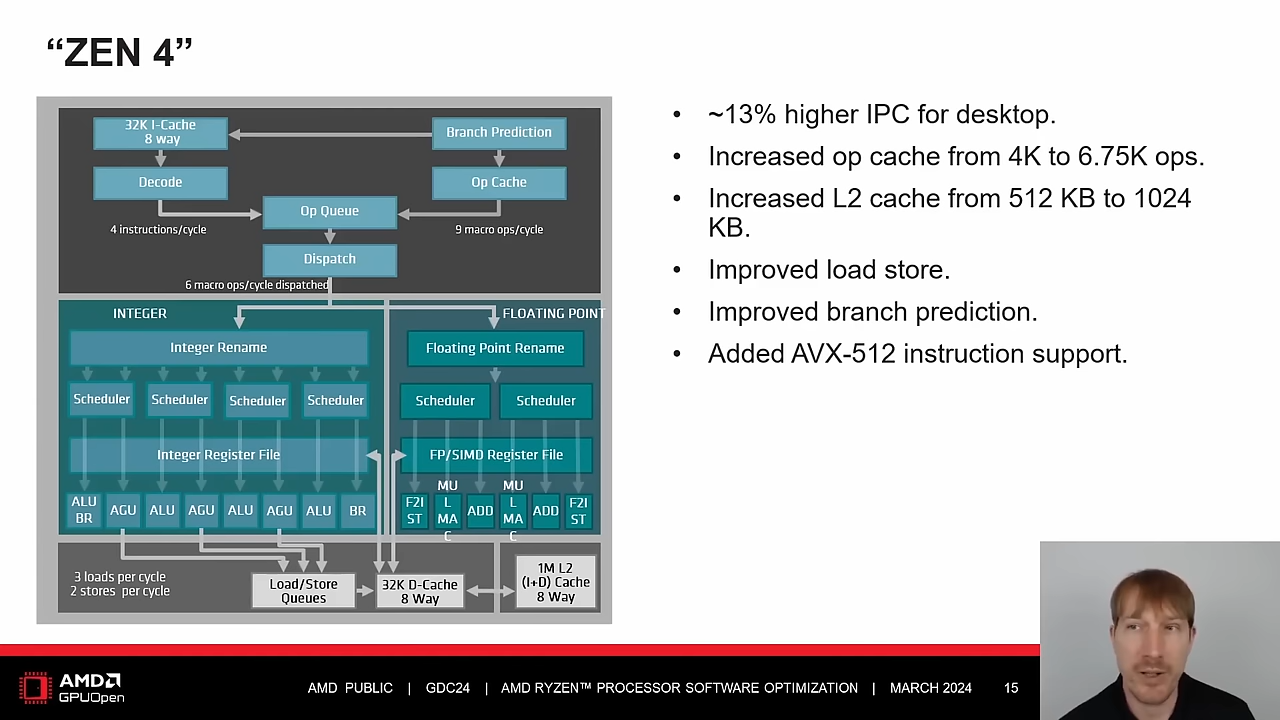 “ZEN 4”
32K I-Cache
8 way
Branch Prediction
Decode
Op Cache
Op Queue
4 instructions/cycle
9 macro ops/cycle
Dispatch
6 macro ops/cycle dispatched
INTEGER
FLOATING POINT
Integer Rename
Floating Point Rename
Scheduler
Scheduler
Scheduler
Scheduler
Scheduler
Scheduler
Integer Register File
FP/SIMD Register File
ALU
BR
AGU
ALU
AGU
ALU
AGU
ALU
BR
F2I
ST
MU
L
MA
C
ADD
MU
L
MA
C
ADD
F2I
ST
3 loads per cycle
2 stores per cycle
Load/Store
Queues
32K D-Cache
8 Way
1M L2
(I+D) Cache
8 Way
• ~13% higher IPC for desktop.
• Increased op cache from 4K to 6.75K ops.
• Increased L2 cache from 512 KB to 1024
KB.
• Improved load store.
• Improved branch prediction.
• Added AVX-512 instruction support.
AMD
GPUOpen
AMD PUBLIC | GDC24 | AMD RYZEN™ PROCESSOR SOFTWARE OPTIMIZATION | MARCH 2024 15